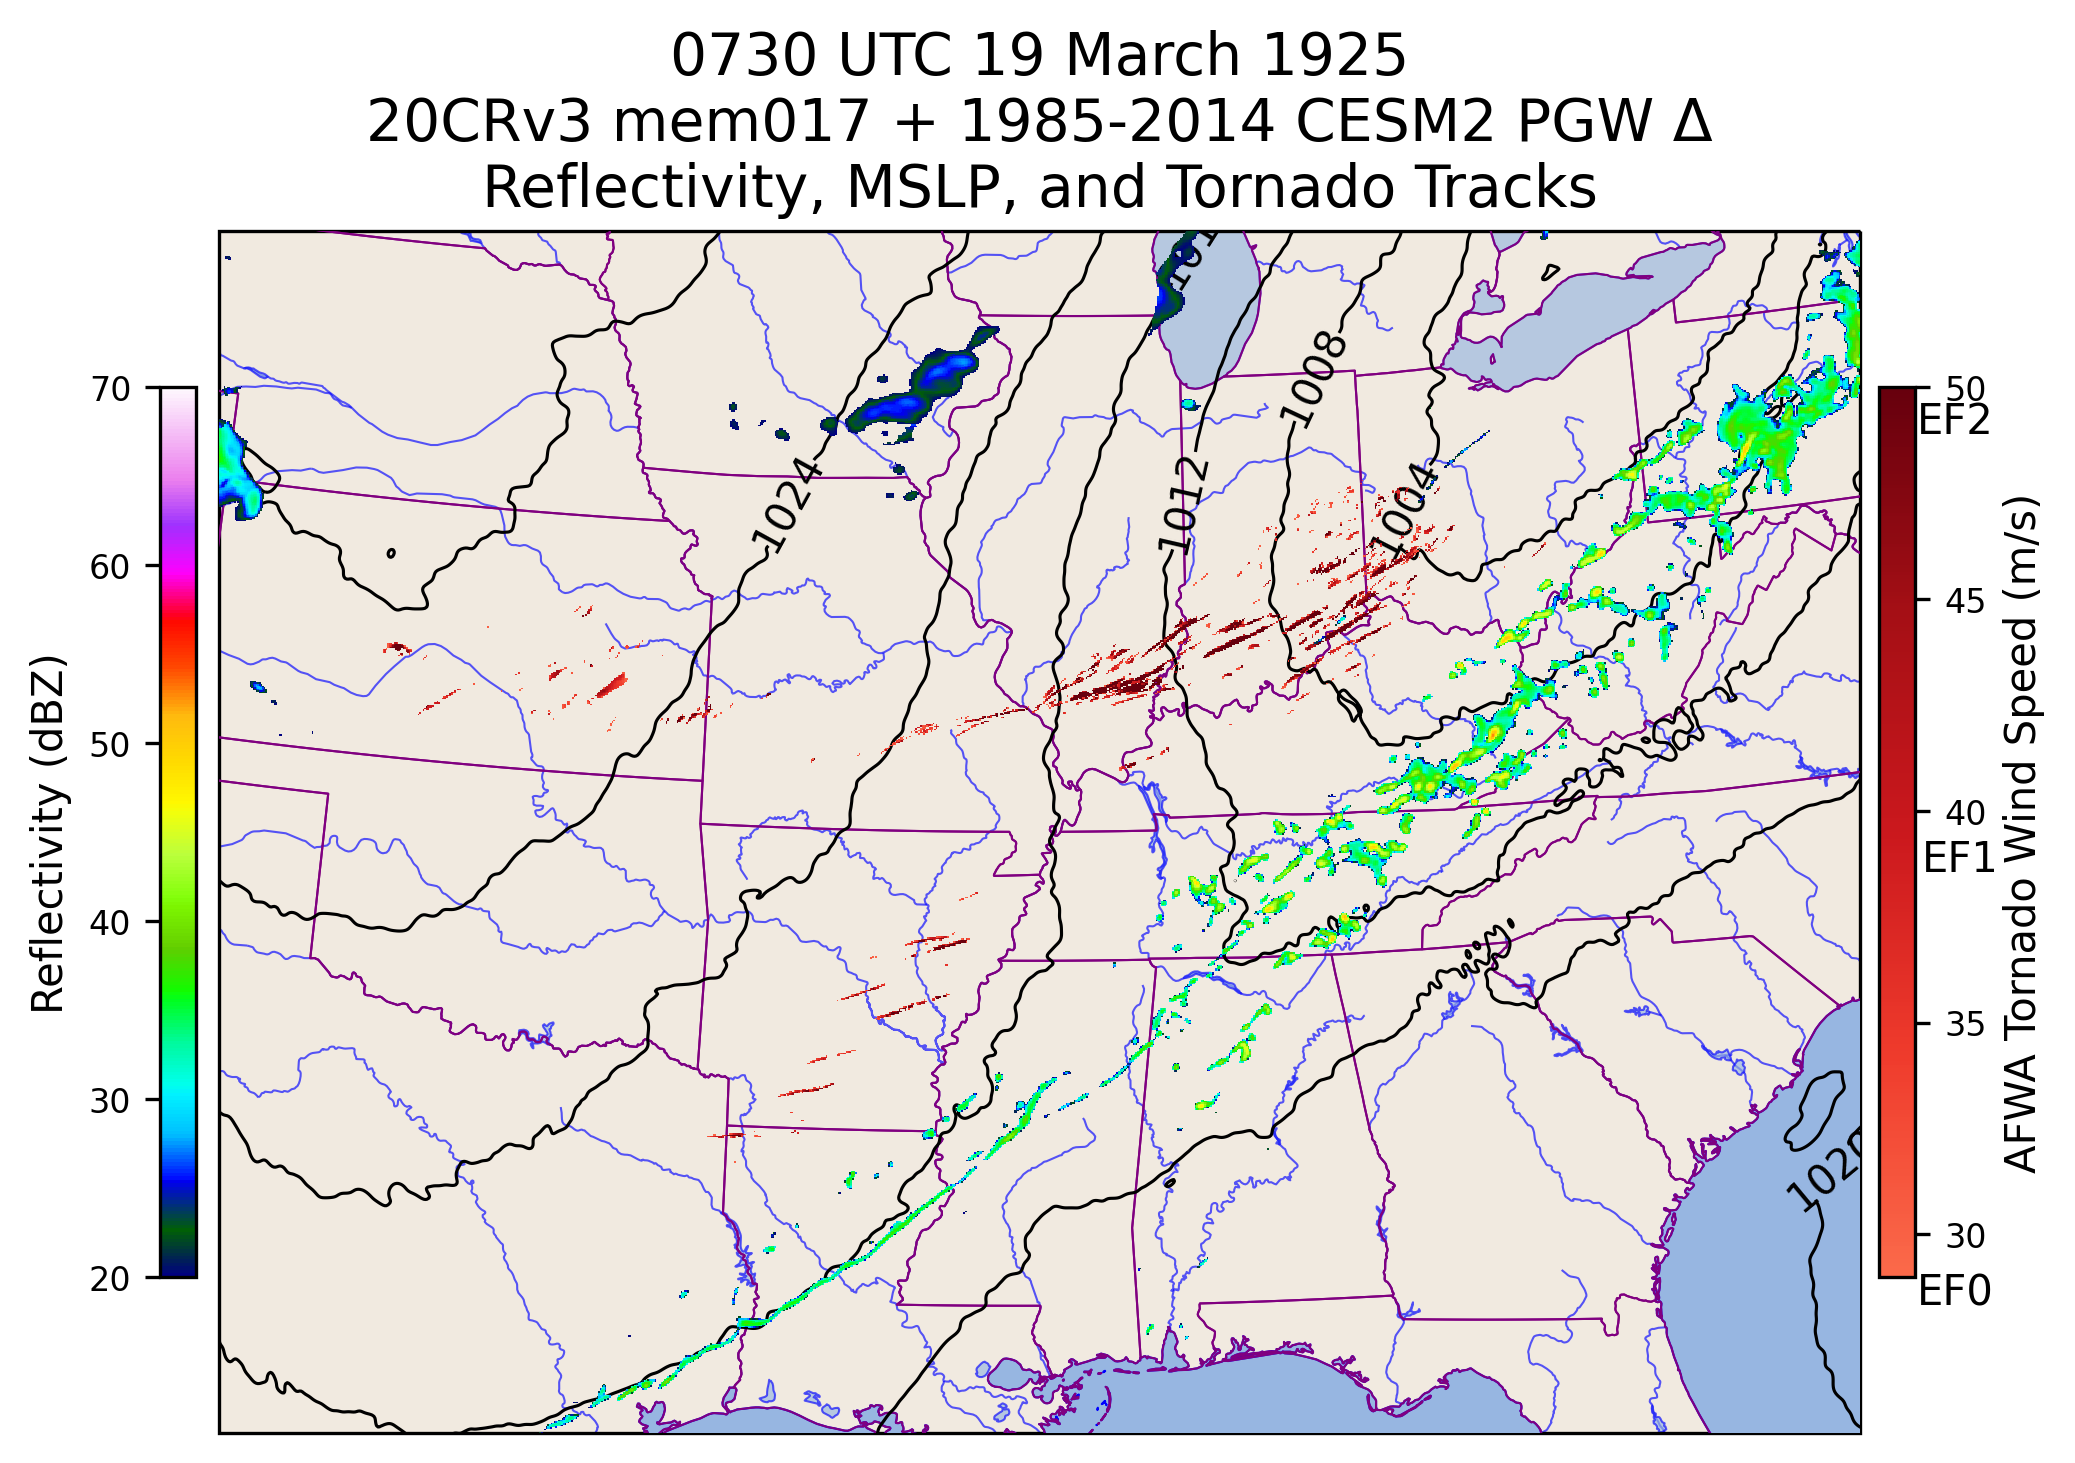 0730 UTC 19 March 1925
20CRv3 mem017 + 1985-2014 CESM2 PGW Δ
Reflectivity, MSLP, and Tornado Tracks
70
60
50
40
30
20
Reflectivity (dBZ)
1024
1012
1008
1004
1020
50
EF2
45
40
EF1
35
30
EF0
AFWA Tornado Wind Speed (m/s)